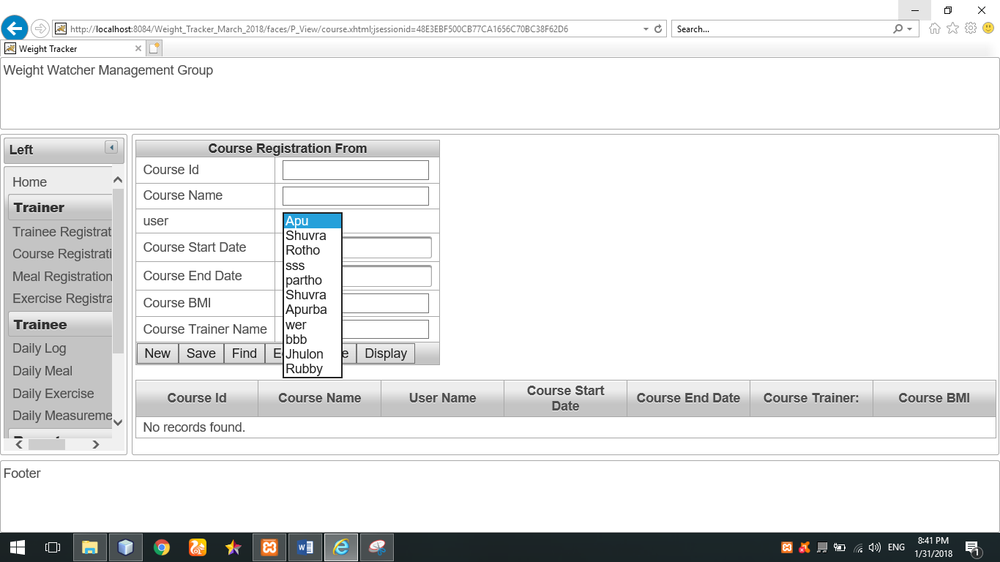 http://localhost:8084/Weight_Tracker_March_2018/faces/P_View/course.xhtml;jsessionid=48E3EBF500CB77CA1656C70BC38F62D6
Search...
Weight Tracker
Weight Watcher Management Group
Left
Home
Trainer
Trainee Registrat
Course Registrati
Meal Registration
Exercise Registra
Trainee
Daily Log
Daily Meal
Daily Exercise
Daily Measureme
Course Registration From
Course Id
Course Name
user
Course Start Date
Course End Date
Course BMI
Course Trainer Name
Apu
Shuvra
Rotho
sss
partho
Shuvra
Apurba
wer
bbb
Jhulon
Rubby
New Save Find Display
Course Id Course Name User Name Course Start Date Course End Date Course Trainer: Course BMI
No records found.
Footer
ENG
8:41 PM
1/31/2018
1